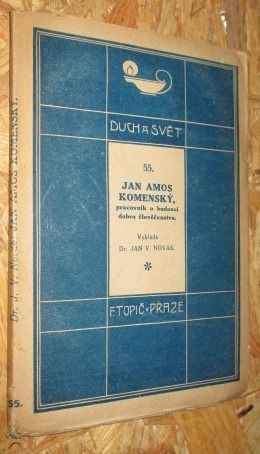 DUCH A SVĚT
55.
JAN AMOS
KOMENSKÝ,
pracovník o budoucí
dobro člověčenstva.
Vykládá
Dr. JAN V. NOVÁK
F. TOPIČ • PRAZE
Dr. J. V. Novák: JAN AMOS KOMENSKÝ.
55.